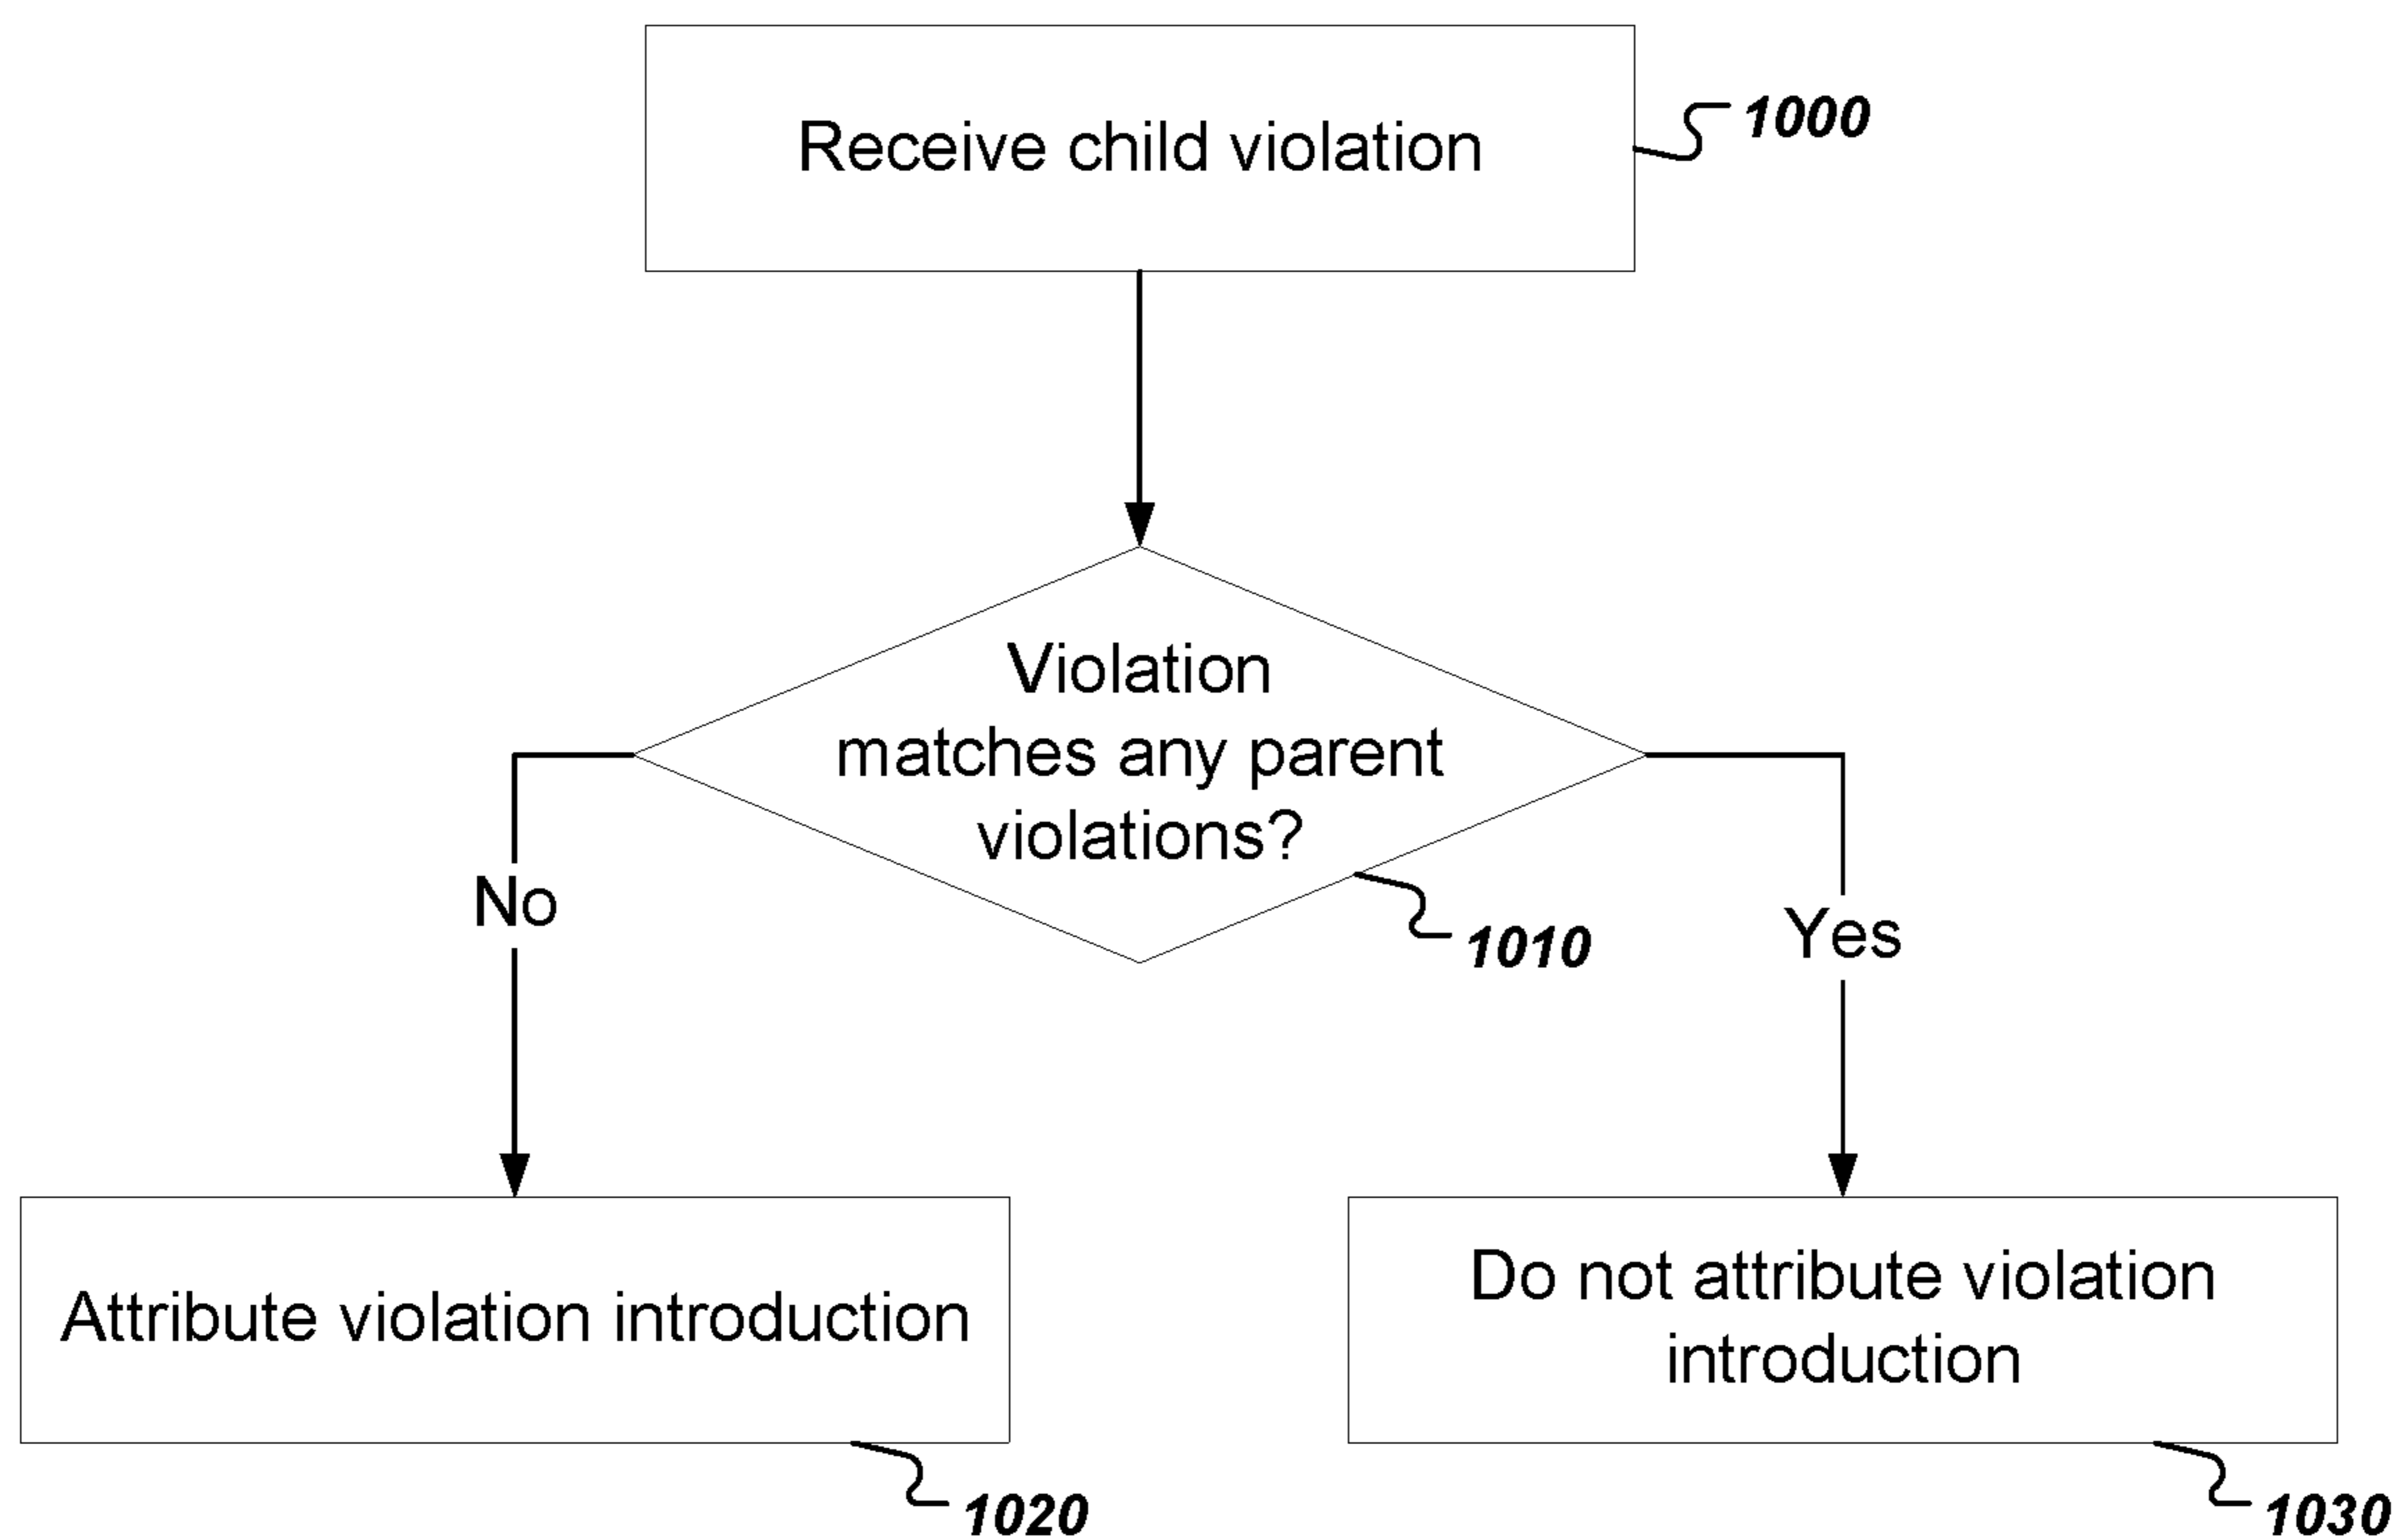 Receive child violation
1000
Violation
matches any parent
violations?
1010
No
Yes
Attribute violation introduction
1020
Do not attribute violation
introduction
1030